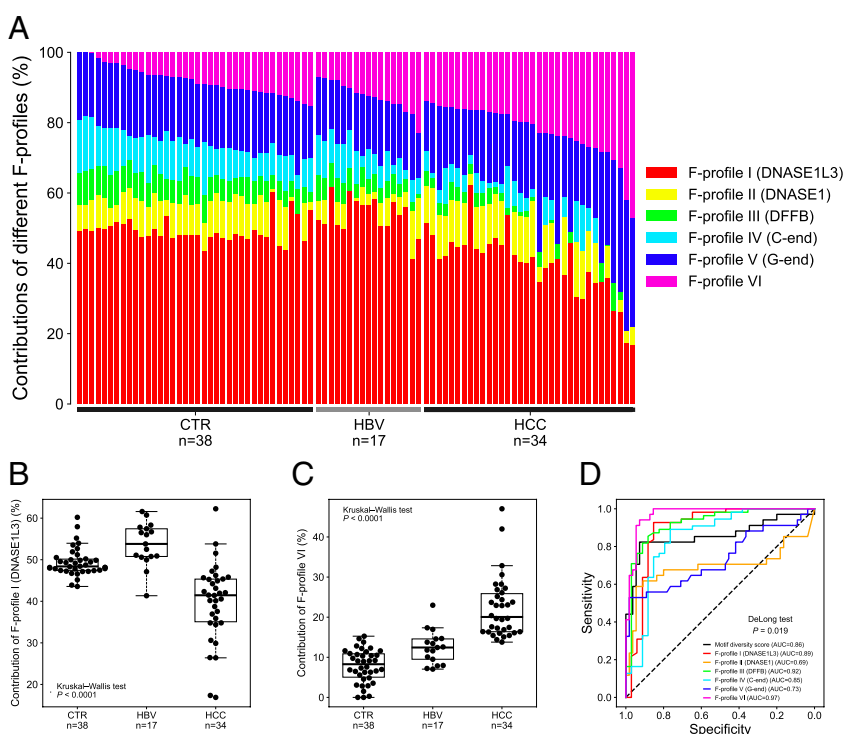 A
Contributions of different F-profiles (%)
100
80
60
40
20
0
CTR
n=38
HBV
n=17
HCC
n=34
F-profile I (DNASE1L3)
F-profile II (DNASE1)
F-profile III (DFFB)
F-profile IV (C-end)
F-profile V (G-end)
F-profile VI
B
Contribution of F-profile I (DNASE1L3) (%)
60
50
40
30
20
Kruskal–Wallis test
P < 0.0001
CTR
n=38
HBV
n=17
HCC
n=34
C
Contribution of F-profile VI (%)
40
30
20
10
0
Kruskal–Wallis test
P < 0.0001
CTR
n=38
HBV
n=17
HCC
n=34
D
Sensitivity
1.0
0.8
0.6
0.4
0.2
0.0
DeLong test
P = 0.019
Motif diversity score (AUC=0.86)
F-profile I (DNASE1L3) (AUC=0.89)
F-profile II (DNASE1) (AUC=0.69)
F-profile III (DFFB) (AUC=0.92)
F-profile IV (C-end) (AUC=0.85)
F-profile V (G-end) (AUC=0.73)
F-profile VI (AUC=0.97)
1.0 0.8 0.6 0.4 0.2 0.0
Specificity